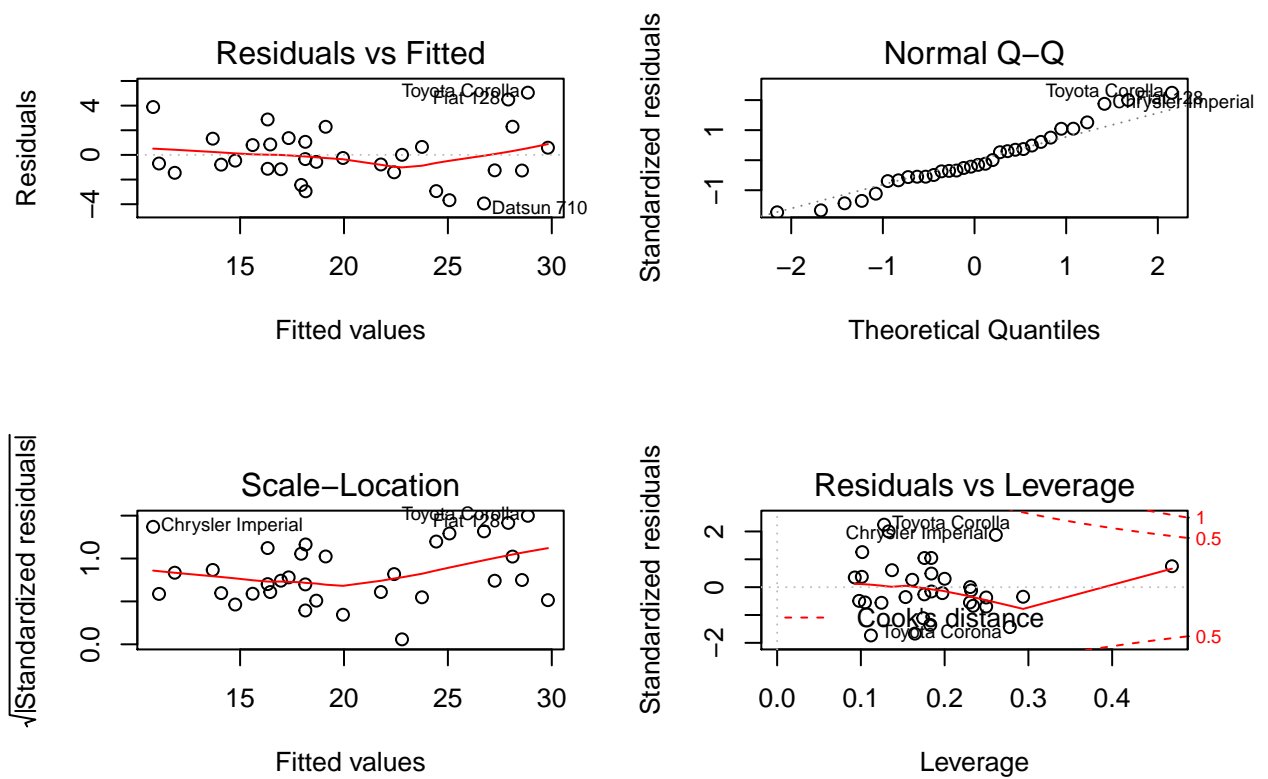 Residuals vs Fitted
Residuals
4
0
−4
Toyota Corolla
Fiat 128
Datsun 710
15 20 25 30
Fitted values
Normal Q−Q
Standardized residuals
1
−1
Toyota Corolla
Fiat 128
Chrysler Imperial
−2 −1 0 1 2
Theoretical Quantiles
Scale−Location
√|Standardized residuals|
1.0
0.0
Chrysler Imperial
Toyota Corolla
Fiat 128
15 20 25 30
Fitted values
Residuals vs Leverage
Standardized residuals
2
0
−2
Toyota Corolla
Chrysler Imperial
Cook's distance
Toyota Corona
1
0.5
0.5
0.0 0.1 0.2 0.3 0.4
Leverage